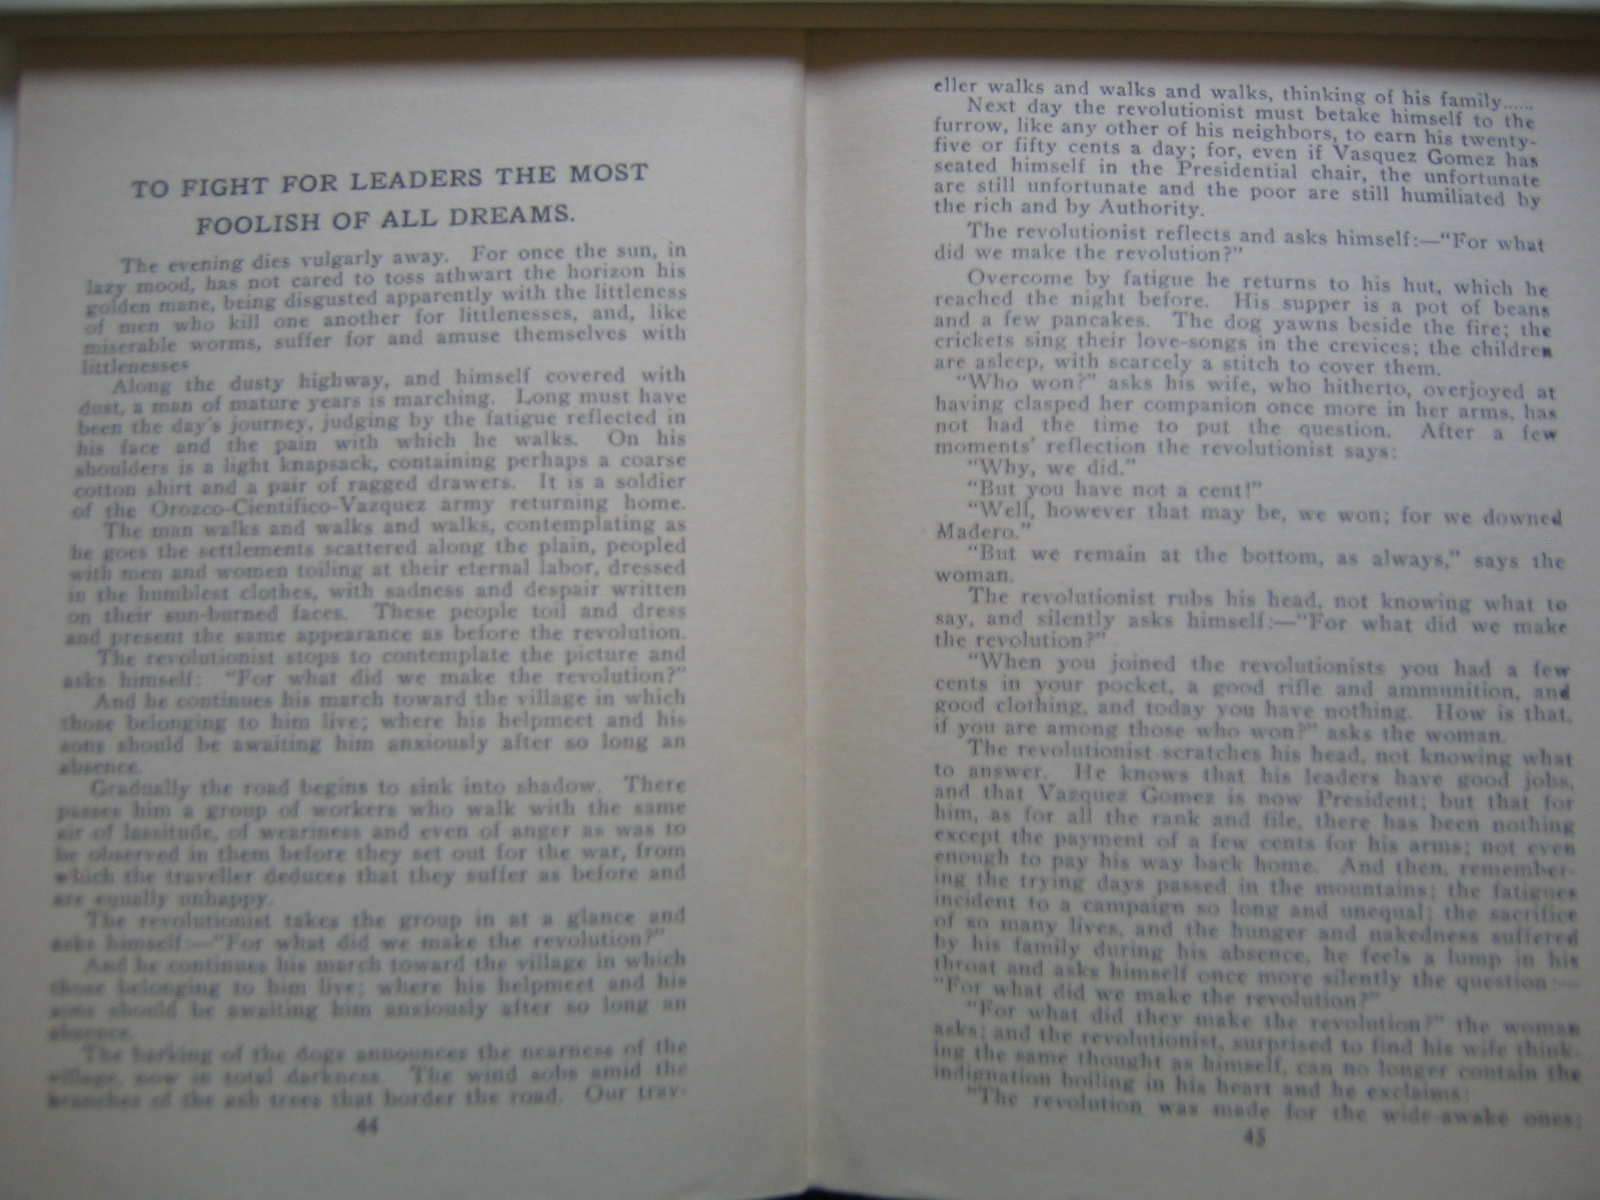 TO FIGHT FOR LEADERS THE MOST
FOOLISH OF ALL DREAMS.
The evening dies vulgarly away. For once the sun, in
lazy mood, has not cared to toss athwart the horizon his
golden mane, being disgusted apparently with the littleness
of men who kill one another for littlenesses, and, like
miserable worms, suffer for and amuse themselves with
littlenesses
Along the dusty highway, and himself covered with
dust, a man of mature years is marching. Long must have
been the day's journey, judging by the fatigue reflected in
his face and the pain with which he walks. On his
shoulders is a light knapsack, containing perhaps a coarse
cotton shirt and a pair of ragged drawers. It is a soldier
of the Orozco-Cientifico-Vazquez army returning home.
The man walks and walks and walks, contemplating as
he goes the settlements scattered along the plain, peopled
with men and women toiling at their eternal labor, dressed
in the humblest clothes, with sadness and despair written
on their sun-burned faces. These people toil and dress
and present the same appearance as before the revolution.
The revolutionist stops to contemplate the picture and
asks himself: "For what did we make the revolution?"
And he continues his march toward the village in which
those belonging to him live; where his helpmeet and his
sons should be awaiting him anxiously after so long an
absence.
Gradually the road begins to sink into shadow. There
passes him a group of workers who walk with the same
air of lassitude, of weariness and even of anger as was to
be observed in them before they set out for the war, from
which the traveller deduces that they suffer as before and
are equally unhappy.
The revolutionist takes the group in at a glance and
asks himself:—"For what did we make the revolution?"
And he continues his march toward the village in which
those belonging to him live; where his helpmeet and his
sons should be awaiting him anxiously after so long an
absence.
The barking of the dogs announces the nearness of the
village, now in total darkness. The wind sobs amid the
branches of the ash trees that border the road. Our trav-
44
eller walks and walks and walks, thinking of his family......
Next day the revolutionist must betake himself to the
furrow, like any other of his neighbors, to earn his twenty-
five or fifty cents a day; for, even if Vasquez Gomez has
seated himself in the Presidential chair, the unfortunate
are still unfortunate and the poor are still humiliated by
the rich and by Authority.
The revolutionist reflects and asks himself:—"For what
did we make the revolution?"
Overcome by fatigue he returns to his hut, which he
reached the night before. His supper is a pot of beans
and a few pancakes. The dog yawns beside the fire; the
crickets sing their love-songs in the crevices; the children
are asleep, with scarcely a stitch to cover them.
"Who won?" asks his wife, who hitherto, overjoyed at
having clasped her companion once more in her arms, has
not had the time to put the question. After a few
moments' reflection the revolutionist says:
"Why, we did."
"But you have not a cent!"
"Well, however that may be, we won; for we downed
Madero."
"But we remain at the bottom, as always," says the
woman.
The revolutionist rubs his head, not knowing what to
say, and silently asks himself:—"For what did we make
the revolution?"
"When you joined the revolutionists you had a few
cents in your pocket, a good rifle and ammunition, and
good clothing, and today you have nothing. How is that,
if you are among those who won?" asks the woman.
The revolutionist scratches his head, not knowing what
to answer. He knows that his leaders have good jobs,
and that Vazquez Gomez is now President; but that for
him, as for all the rank and file, there has been nothing
except the payment of a few cents for his arms; not even
enough to pay his way back home. And then, remember-
ing the trying days passed in the mountains; the fatigues
incident to a campaign so long and unequal; the sacrifice
of so many lives, and the hunger and nakedness suffered
by his family during his absence, he feels a lump in his
throat and asks himself once more silently the question:—
"For what did we make the revolution?"
"For what did they make the revolution?" the woman
asks; and the revolutionist, surprised to find his wife think-
ing the same thought as himself, can no longer contain the
indignation boiling in his heart and he exclaims:
"The revolution was made for the wide-awake ones;
45